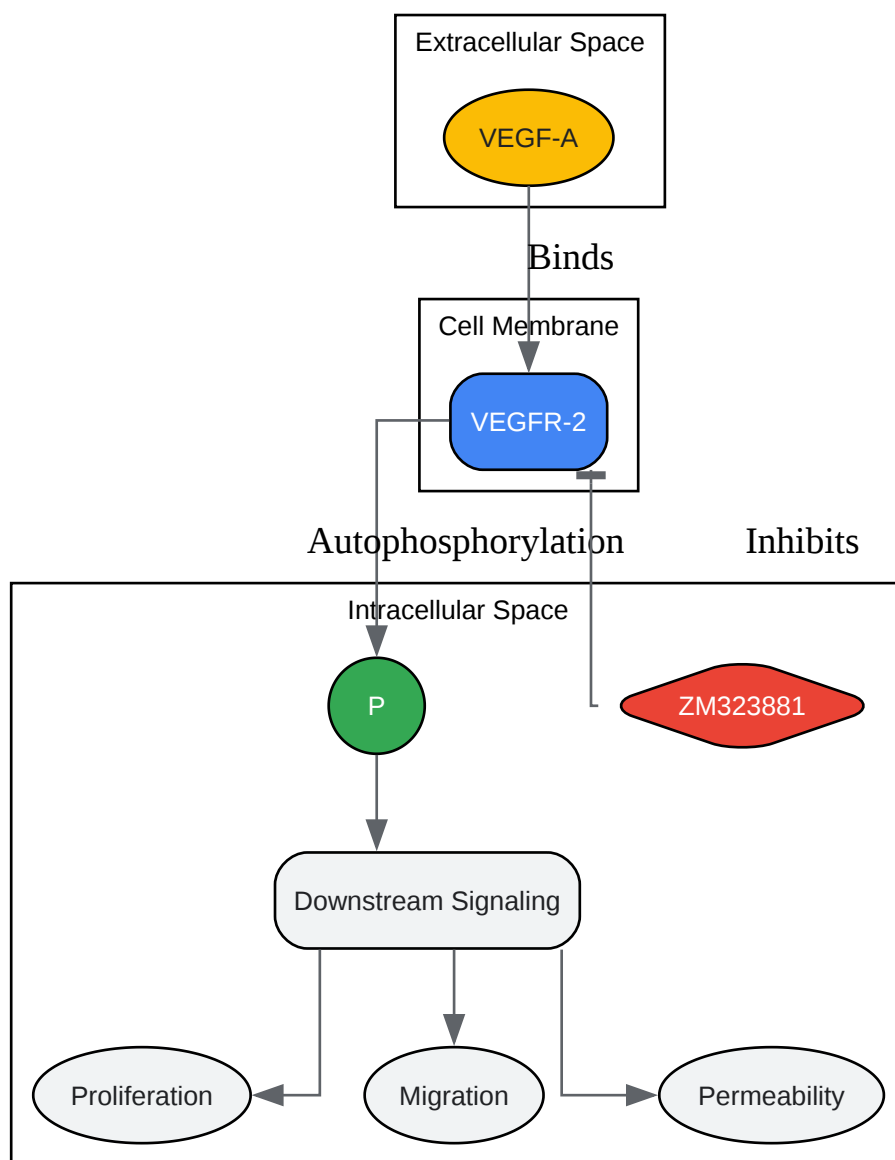 Extracellular Space
VEGF-A
Binds
Cell Membrane
VEGFR-2
Autophosphorylation
Inhibits
Intracellular Space
P
ZM323881
Downstream Signaling
Proliferation
Migration
Permeability